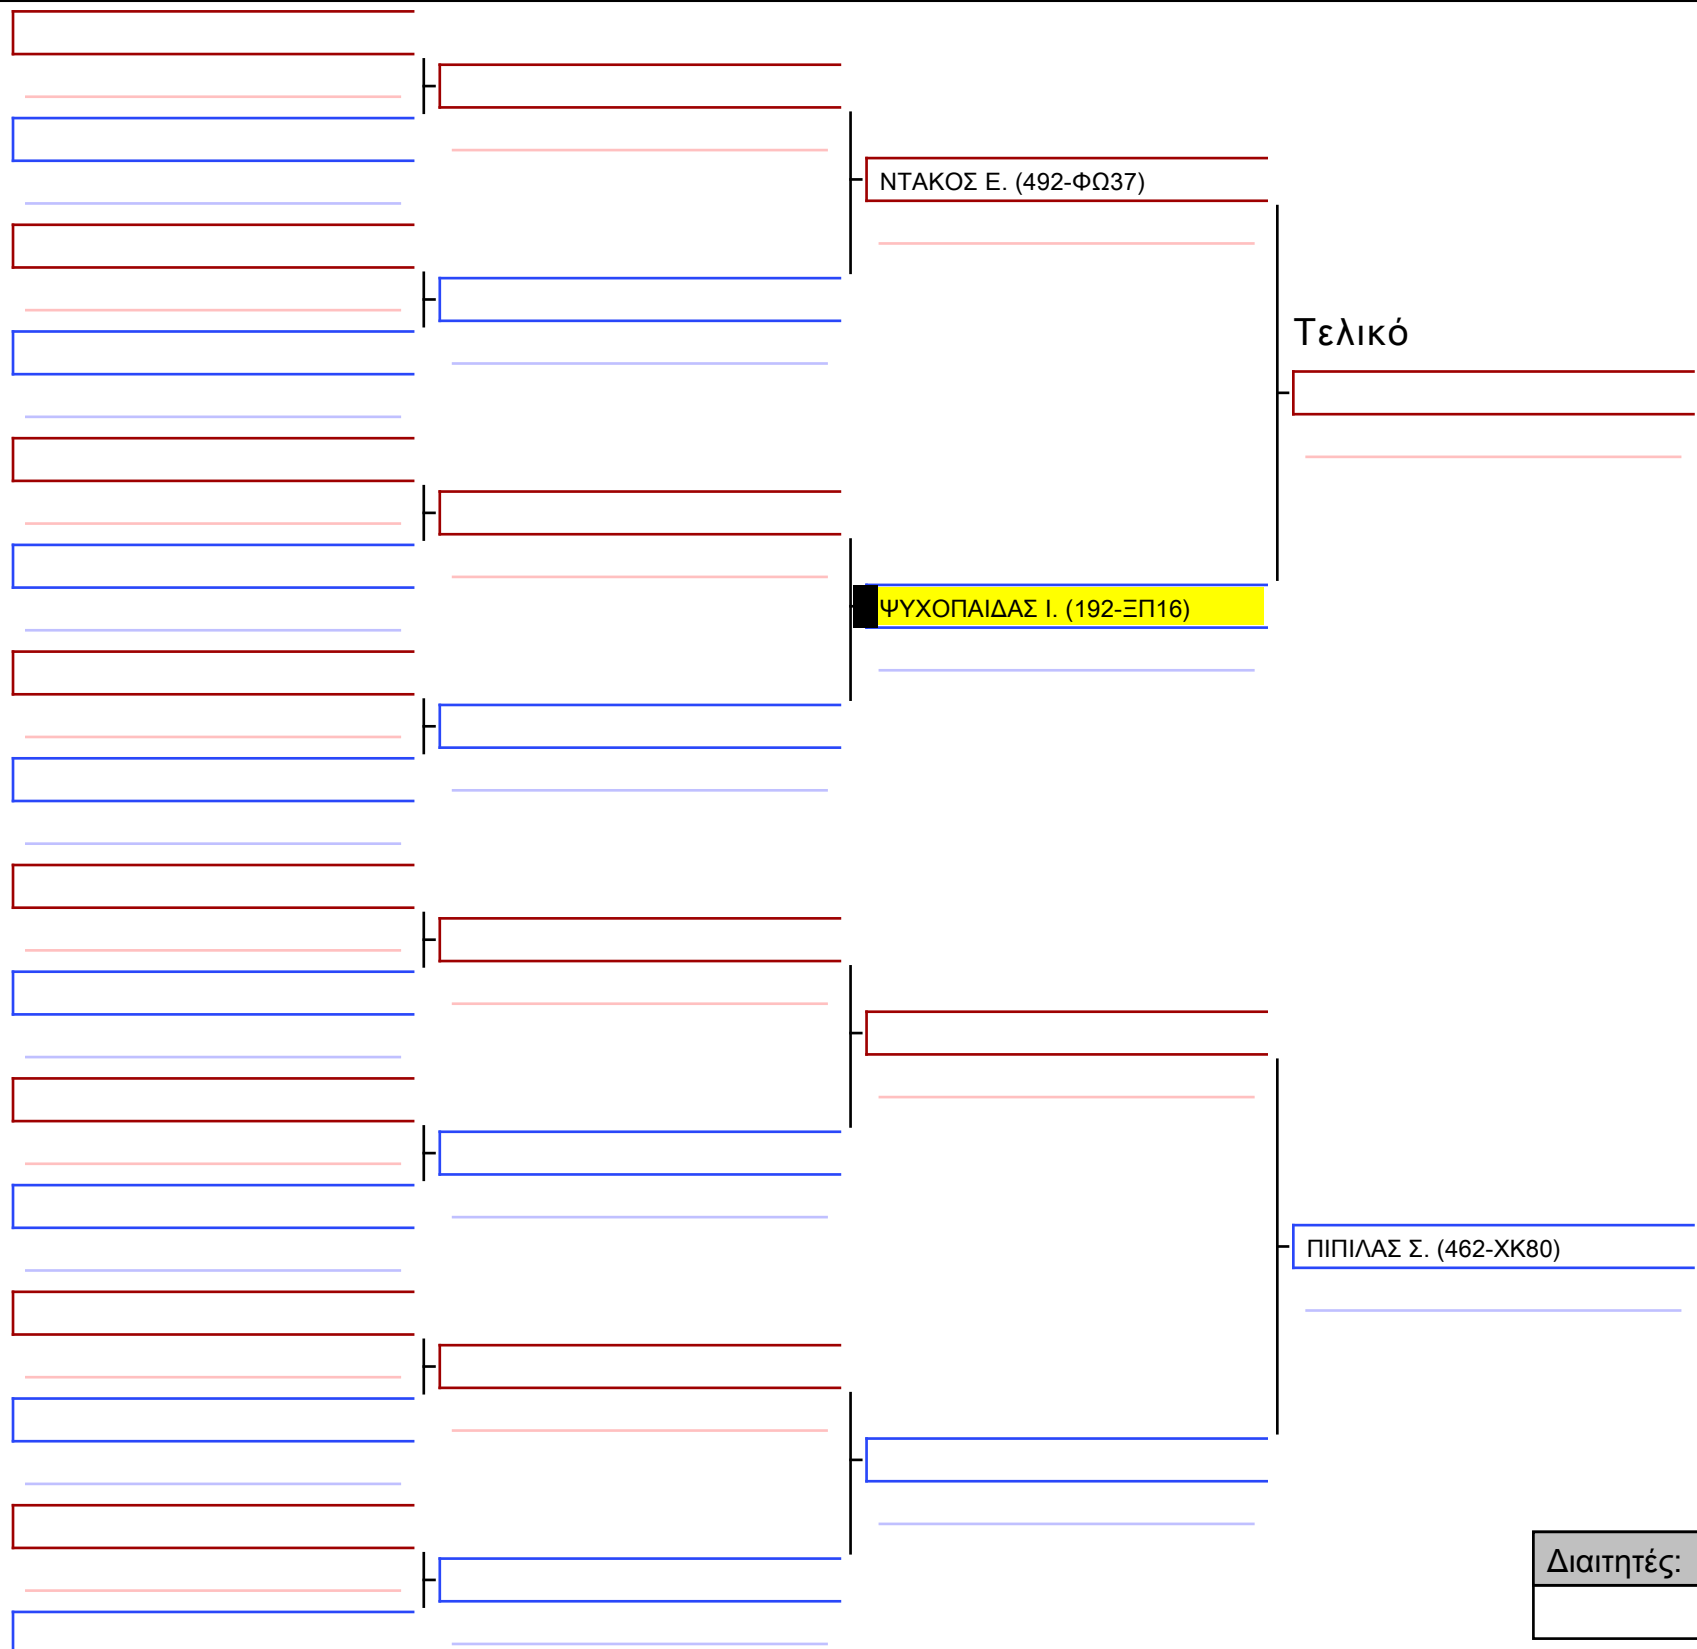 ΝΤΑΚΟΣ Ε. (492-ΦΩ37)
Τελικό
ΨΥΧΟΠΑΙΔΑΣ Ι. (192-ΞΠ16)
ΠΙΠΙΛΑΣ Σ. (462-ΧΚ80)
Διαιτητές: